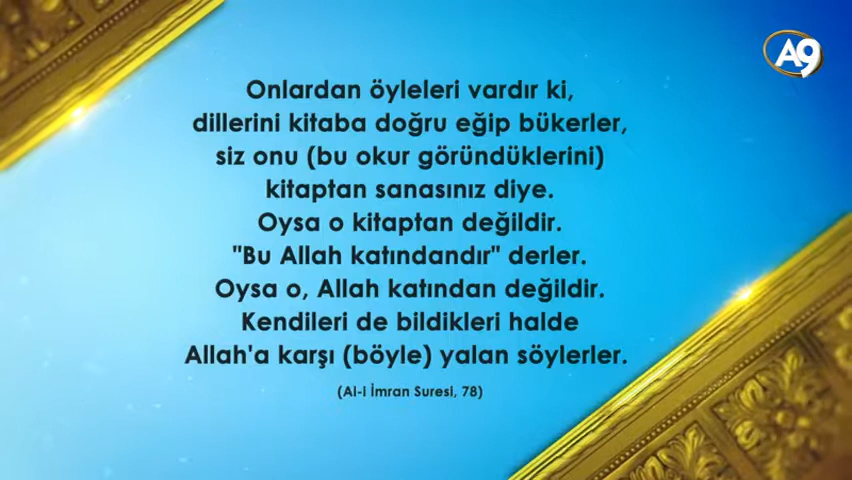 A9
Onlardan öyleleri vardır ki,
dillerini kitaba doğru eğip bükerler,
siz onu (bu okur göründüklerini)
kitaptan sanasınız diye.
Oysa o kitaptan değildir.
"Bu Allah katındandır" derler.
Oysa o, Allah katından değildir.
Kendileri de bildikleri halde
Allah'a karşı (böyle) yalan söylerler.
(Al-i İmran Suresi, 78)